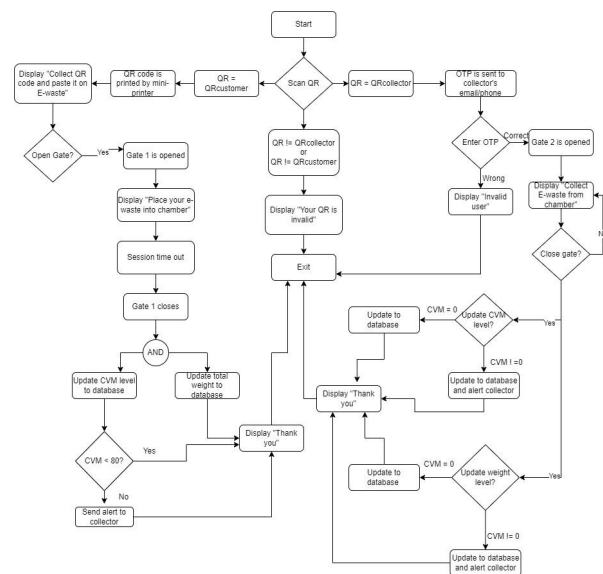 Start
Scan QR
QR =
QRcustomer
QR code is
printed by mini-
printer
Display "Collect QR
code and paste it on
E-waste"
Open Gate?
Yes
Gate 1 is opened
Display "Place your e-
waste into chamber"
Session time out
Gate 1 closes
AND
Update CVM level
to database
Update total
weight to
database
CVM < 80?
Yes
No
Send alert to
collector
Display "Thank
you"
QR != QRcollector
or
QR != QRcustomer
Display "Your QR is
invalid"
Exit
QR = QRcollector
OTP is sent to
collector's
email/phone
Enter OTP
Correct
Wrong
Display "Invalid
user"
Gate 2 is opened
Display "Collect
E-waste from
chamber"
Close gate?
Yes
Update CVM
level?
CVM = 0
Update to
database
CVM ! =0
Update to database
and alert collector
Display "Thank
you"
Yes
Update weight
level?
CVM = 0
Update to
database
CVM != 0
Update to database
and alert collector